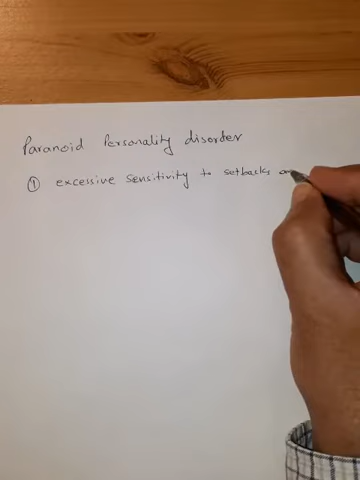 Paranoid Personality disorder
① excessive sensitivity to setbacks